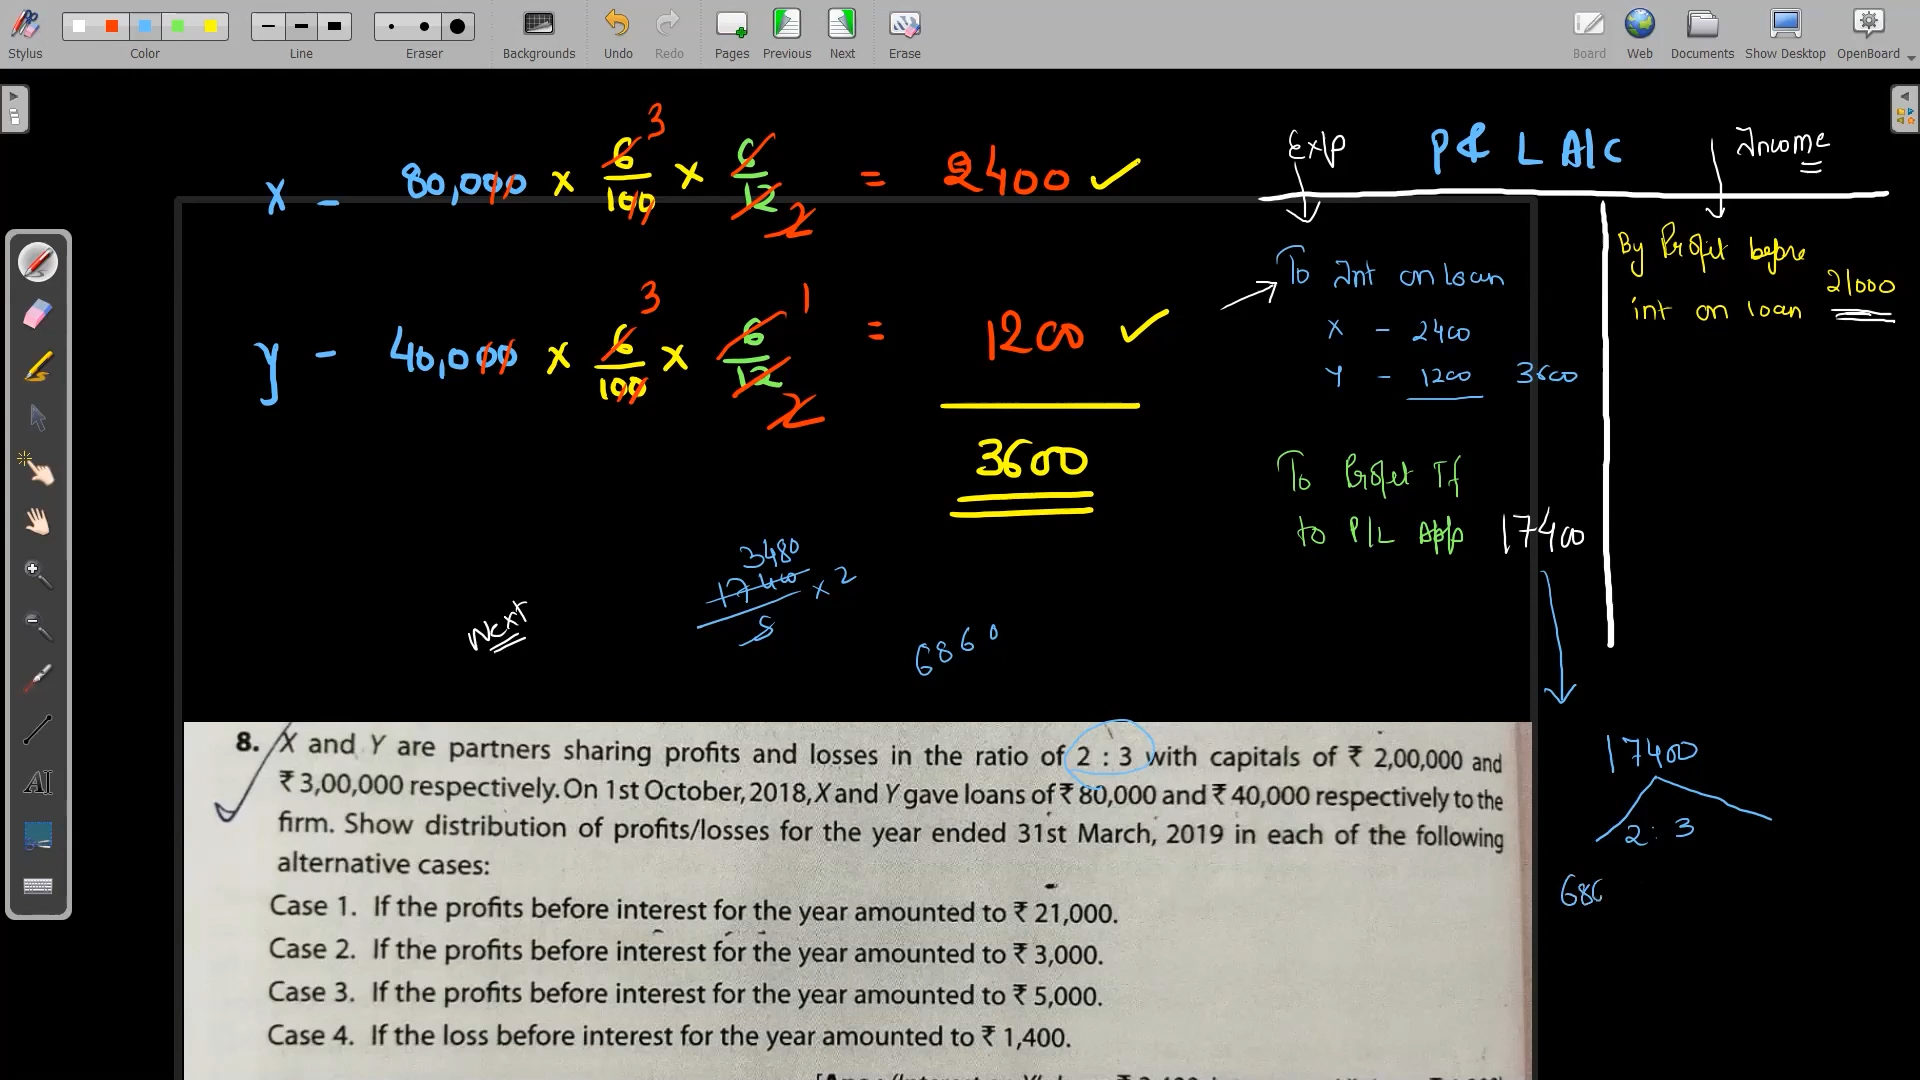 Stylus
Color
Line
Eraser
Backgrounds
Undo
Redo
Pages
Previous
Next
Erase
Board
Web
Documents
Show Desktop
OpenBoard
X - 80,000 x 6/100 x 6/12 = 2400 ✓
3
2
Y - 40,000 x 6/100 x 6/12 = 1200 ✓
3
1
2
3600
Exp
P & L A/C
Income
To Int on loan
X - 2400
Y - 1200 3600
To Profit Tf
to P/L App 17400
By Profit before
int on loan 21000
Next
3480
17400 x 2
5
6860
17400
2 : 3
686
8. X and Y are partners sharing profits and losses in the ratio of 2 : 3 with capitals of ₹ 2,00,000 and
₹ 3,00,000 respectively. On 1st October, 2018, X and Y gave loans of ₹ 80,000 and ₹ 40,000 respectively to the
firm. Show distribution of profits/losses for the year ended 31st March, 2019 in each of the following
alternative cases:
Case 1. If the profits before interest for the year amounted to ₹ 21,000.
Case 2. If the profits before interest for the year amounted to ₹ 3,000.
Case 3. If the profits before interest for the year amounted to ₹ 5,000.
Case 4. If the loss before interest for the year amounted to ₹ 1,400.